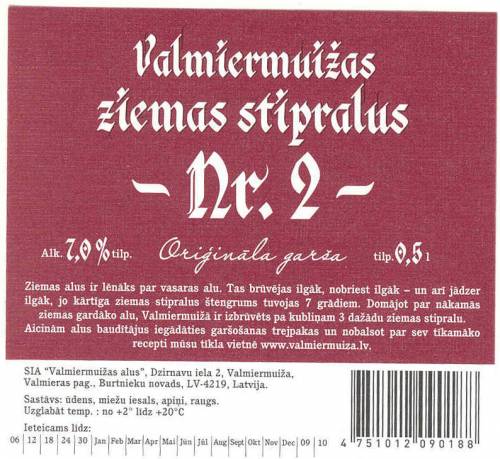 Valmiermuižas
ziemas stipralus
– Nr. 2 –
Alk. 7,0 % tilp. Oriģināla garša tilp. 0,5 l
Ziemas alus ir lēnāks par vasaras alu. Tas brūvējas ilgāk, nobriest ilgāk – un arī jādzer
ilgāk, jo kārtīga ziemas stipralus štengrums tuvojas 7 grādiem. Domājot par nākamās
ziemas gardāko alu, Valmiermuižā ir izbrūvēts pa kubliņam 3 dažādu ziemas stipralu.
Aicinām alus baudītājus iegādāties garšošanas trejpakas un nobalsot par sev tīkamāko
recepti mūsu tīkla vietnē www.valmiermuiza.lv.
SIA "Valmiermuižas alus", Dzirnavu iela 2, Valmiermuiža,
Valmieras pag., Burtnieku novads, LV-4219, Latvija.
Sastāvs: ūdens, miežu iesals, apiņi, raugs.
Uzglabāt temp. : no +2° līdz +20°C
Ieteicams līdz:
06 | 12 | 18 | 24 | 30 | Jan | Feb | Mar | Apr | Mai | Jūn | Jūl | Aug | Sept | Okt | Nov | Dec | 09 | 10
4 751012 090188